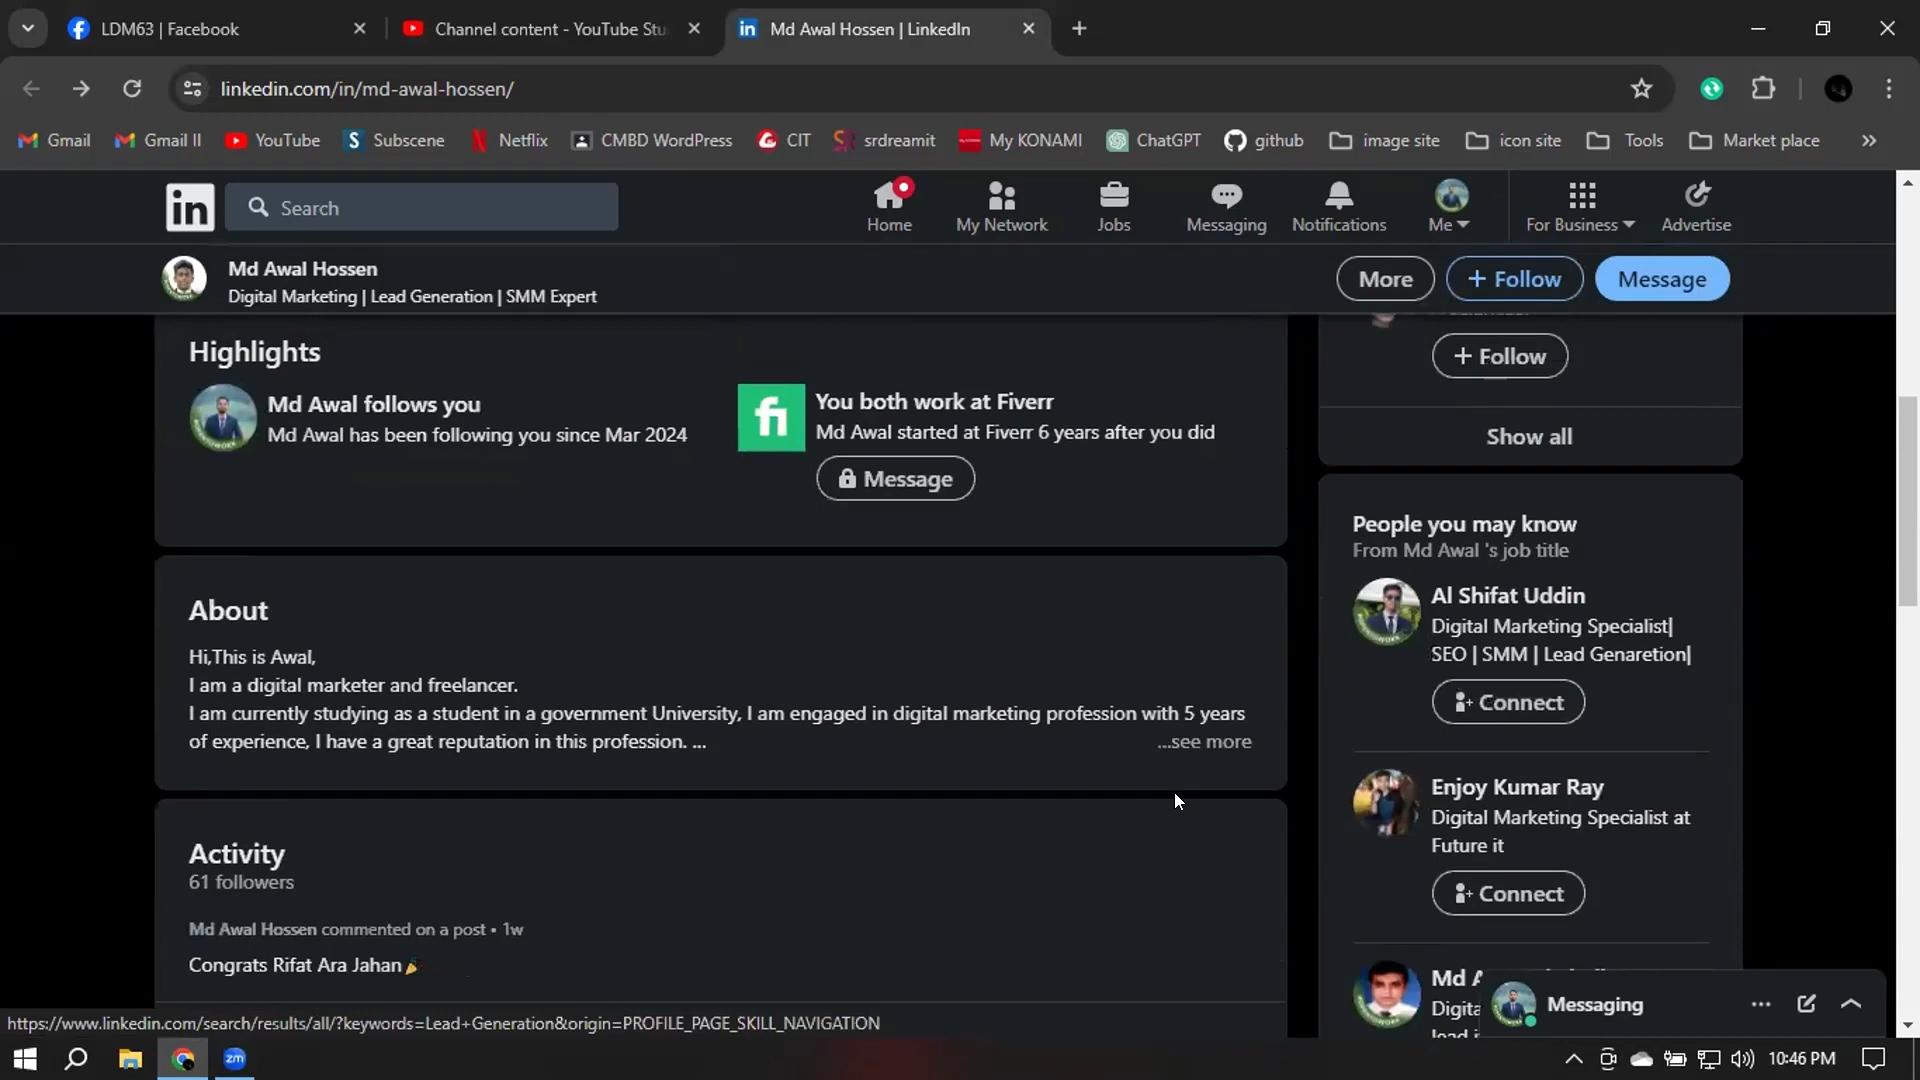 LDM63 | Facebook
Channel content - YouTube Stu
Md Awal Hossen | LinkedIn
linkedin.com/in/md-awal-hossen/
Gmail
Gmail II
YouTube
Subscene
Netflix
CMBD WordPress
CIT
srdreamit
My KONAMI
ChatGPT
github
image site
icon site
Tools
Market place
in
Search
Home
My Network
Jobs
Messaging
Notifications
Me
For Business
Advertise
Md Awal Hossen
Digital Marketing | Lead Generation | SMM Expert
More
+ Follow
Message
Highlights
Md Awal follows you
Md Awal has been following you since Mar 2024
fi
You both work at Fiverr
Md Awal started at Fiverr 6 years after you did
Message
About
Hi,This is Awal,
I am a digital marketer and freelancer.
I am currently studying as a student in a government University, I am engaged in digital marketing profession with 5 years
of experience, I have a great reputation in this profession. ...
...see more
Activity
61 followers
Md Awal Hossen commented on a post • 1w
Congrats Rifat Ara Jahan🎉
+ Follow
Show all
People you may know
From Md Awal 's job title
Al Shifat Uddin
Digital Marketing Specialist|
SEO | SMM | Lead Genaretion|
Connect
Enjoy Kumar Ray
Digital Marketing Specialist at
Future it
Connect
Md
Digita
Messaging
https://www.linkedin.com/search/results/all/?keywords=Lead+Generation&origin=PROFILE_PAGE_SKILL_NAVIGATION
zm
10:46 PM